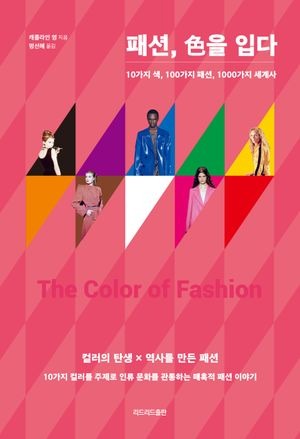 캐롤라인 영 지음
명선혜 옮김
패션, 色을 입다
10가지 색, 100가지 패션, 1000가지 세계사
The Color of Fashion
컬러의 탄생 × 역사를 만든 패션
10가지 컬러를 주제로 인류 문화를 관통하는 매혹적 패션 이야기
리드리드출판